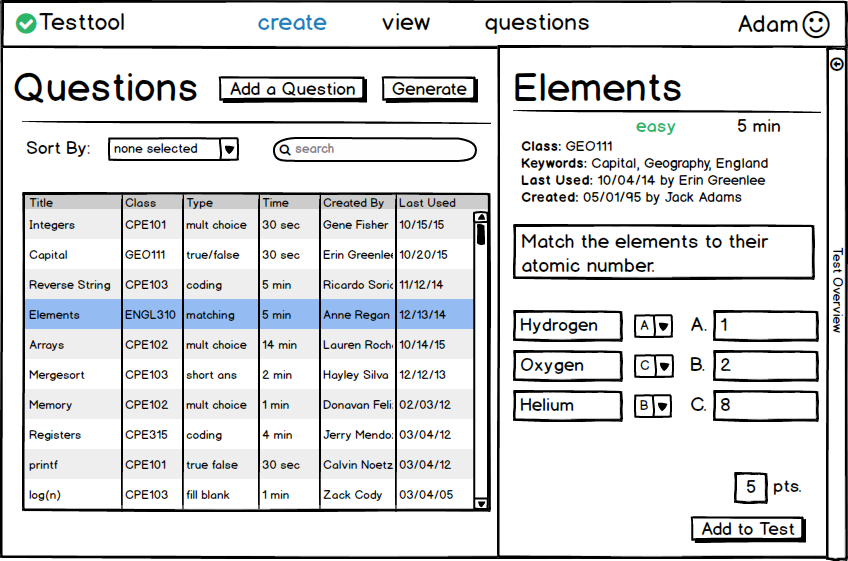 Testtool create view questions Adam
Questions Add a Question Generate
Sort By: none selected search
Title Class Type Time Created By Last Used
Integers CPE101 mult choice 30 sec Gene Fisher 10/15/15
Capital GEO111 true/false 30 sec Erin Greenlee 10/20/15
Reverse String CPE103 coding 5 min Ricardo Soric 11/12/14
Elements ENGL310 matching 5 min Anne Regan 12/13/14
Arrays CPE102 mult choice 14 min Lauren Roch 10/14/15
Mergesort CPE103 short ans 2 min Hayley Silva 12/12/13
Memory CPE102 mult choice 1 min Donavan Feli 02/03/12
Registers CPE315 coding 4 min Jerry Mendo 03/04/12
printf CPE101 true false 30 sec Calvin Noetz 03/04/12
log(n) CPE103 fill blank 1 min Zack Cody 03/04/05
Elements
easy 5 min
Class: GEO111
Keywords: Capital, Geography, England
Last Used: 10/04/14 by Erin Greenlee
Created: 05/01/95 by Jack Adams
Match the elements to their
atomic number.
Hydrogen A A. 1
Oxygen C B. 2
Helium B C. 8
5 pts.
Add to Test
Test Overview